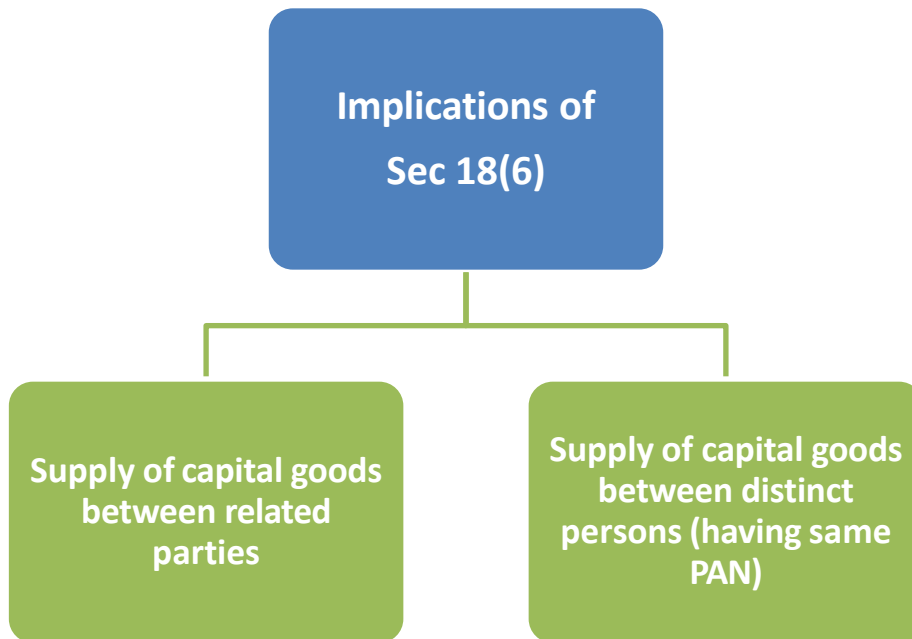 Implications of
Sec 18(6)
Supply of capital goods
between related
parties
Supply of capital goods
between distinct
persons (having same
PAN)